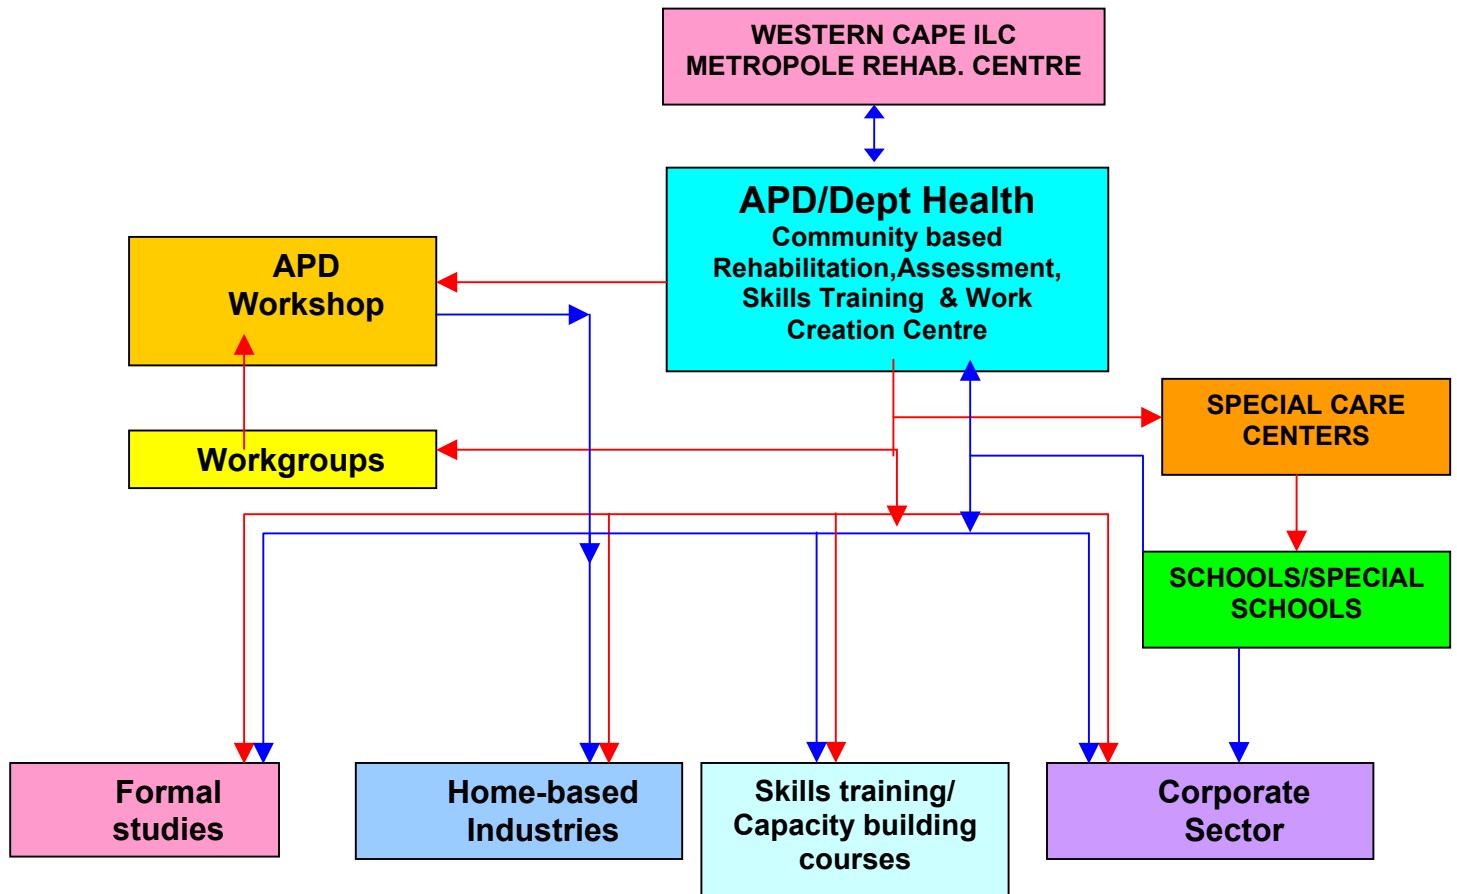 WESTERN CAPE ILC
METROPOLE REHAB. CENTRE
APD/Dept Health
Community based
Rehabilitation,Assessment,
Skills Training & Work
Creation Centre
APD
Workshop
SPECIAL CARE
CENTERS
Workgroups
SCHOOLS/SPECIAL
SCHOOLS
Formal
studies
Home-based
Industries
Skills training/
Capacity building
courses
Corporate
Sector